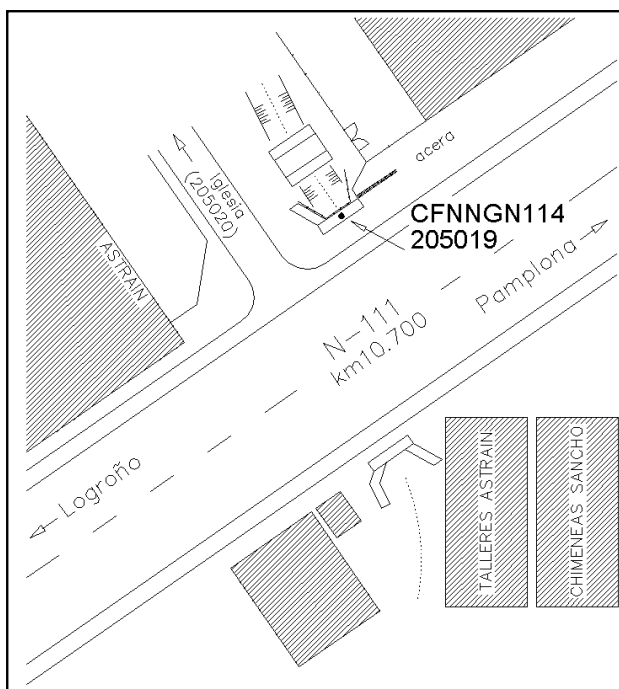 iglesia
(205020)
acera
CFNNGN114
205019
ASTRAIN
N-111
km10.700
Pamplona
Logroño
TALLERES ASTRAIN
CHIMENEAS SANCHO